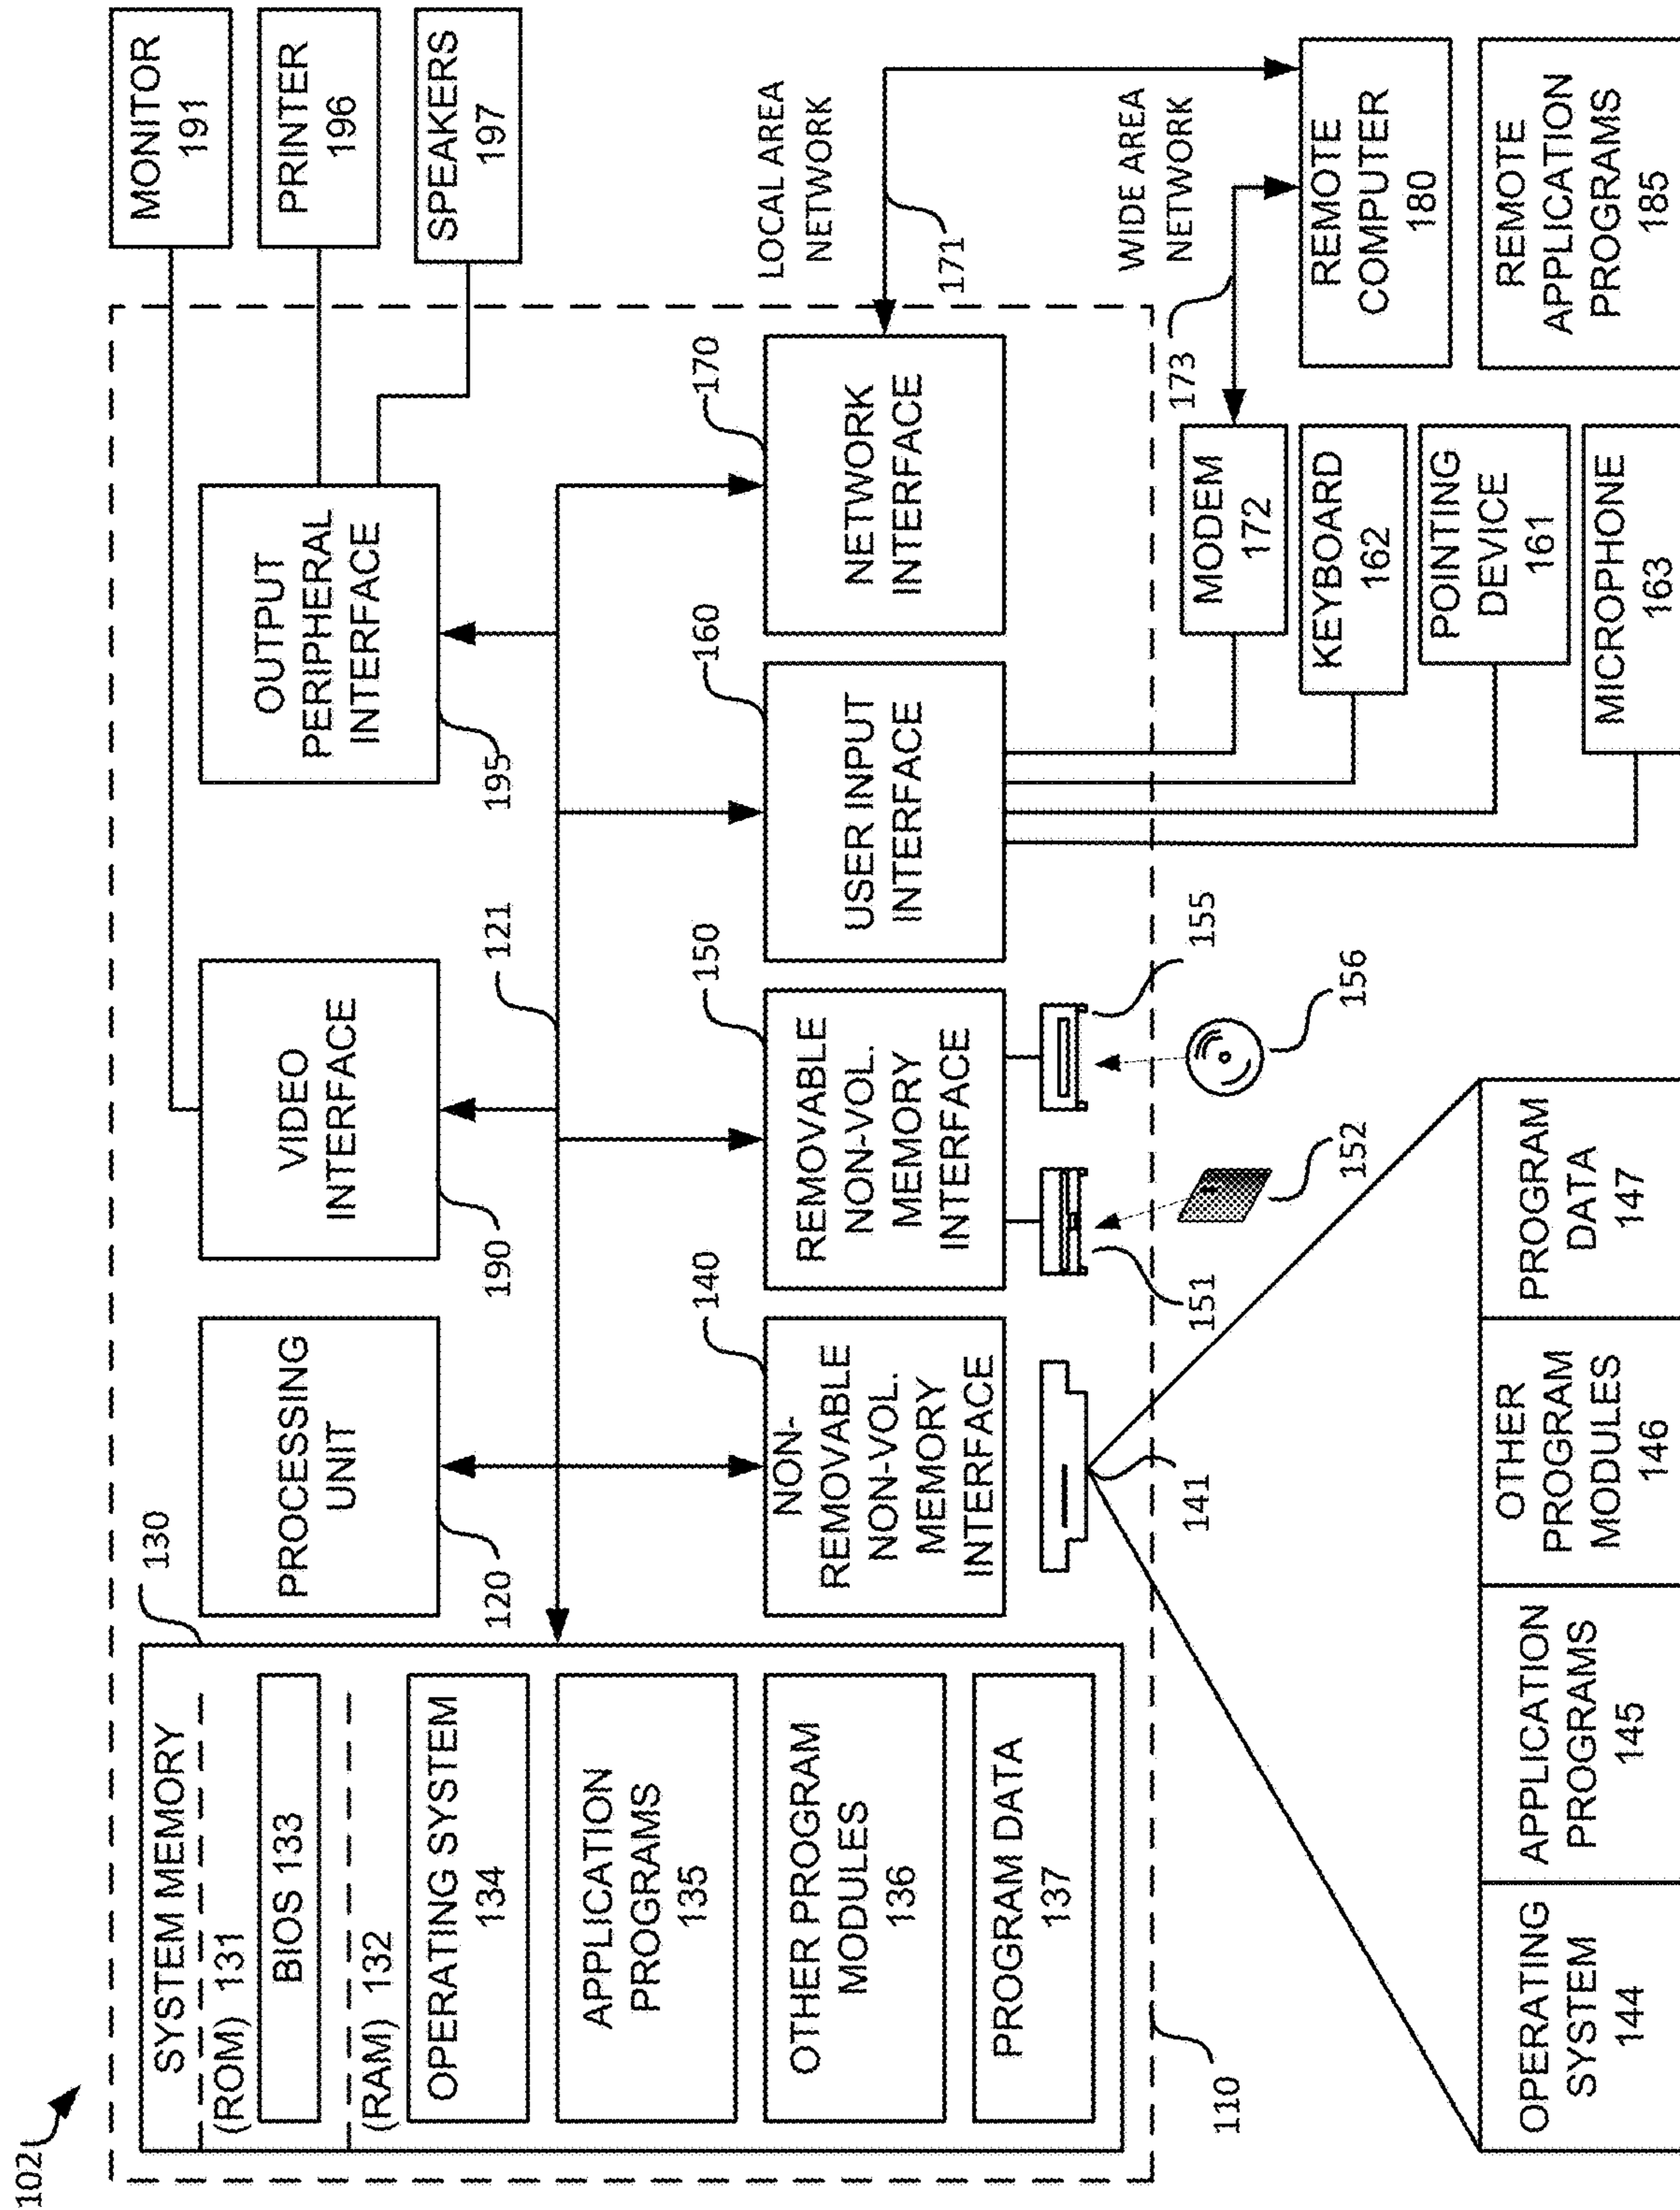 102
SYSTEM MEMORY
(ROM) 131
BIOS 133
(RAM) 132
OPERATING SYSTEM
134
APPLICATION
PROGRAMS
135
OTHER PROGRAM
MODULES
136
PROGRAM DATA
137
130
PROCESSING
UNIT
120
VIDEO
INTERFACE
190
121
OUTPUT
PERIPHERAL
INTERFACE
195
MONITOR
191
PRINTER
196
SPEAKERS
197
NON-
REMOVABLE
NON-VOL.
MEMORY
INTERFACE
140
REMOVABLE
NON-VOL.
MEMORY
INTERFACE
150
USER INPUT
INTERFACE
160
NETWORK
INTERFACE
170
LOCAL AREA
NETWORK
171
WIDE AREA
NETWORK
173
110
141
151
152
155
156
MODEM
172
KEYBOARD
162
POINTING
DEVICE
161
MICROPHONE
163
REMOTE
COMPUTER
180
REMOTE
APPLICATION
PROGRAMS
185
OPERATING
SYSTEM
144
APPLICATION
PROGRAMS
145
OTHER
PROGRAM
MODULES
146
PROGRAM
DATA
147